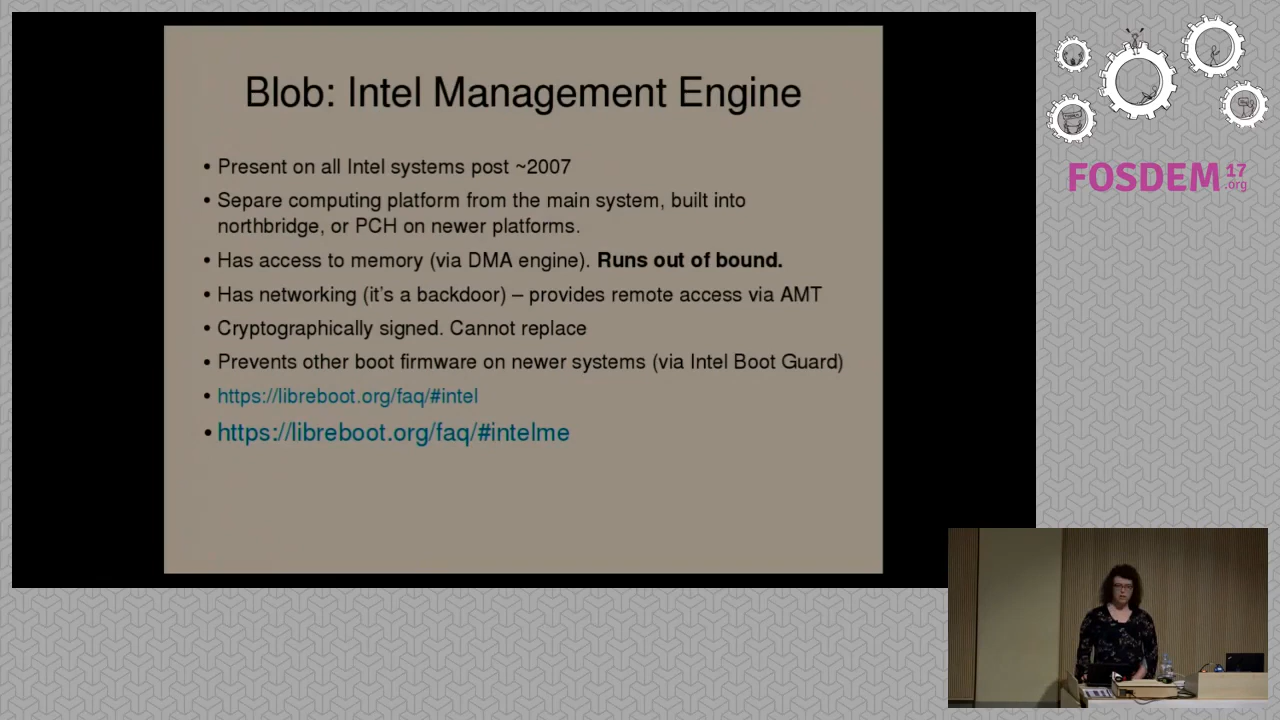 Blob: Intel Management Engine
• Present on all Intel systems post ~2007
• Separe computing platform from the main system, built into
northbridge, or PCH on newer platforms.
• Has access to memory (via DMA engine). Runs out of bound.
• Has networking (it's a backdoor) – provides remote access via AMT
• Cryptographically signed. Cannot replace
• Prevents other boot firmware on newer systems (via Intel Boot Guard)
• https://libreboot.org/faq/#intel
• https://libreboot.org/faq/#intelme
FOSDEM 17
.org